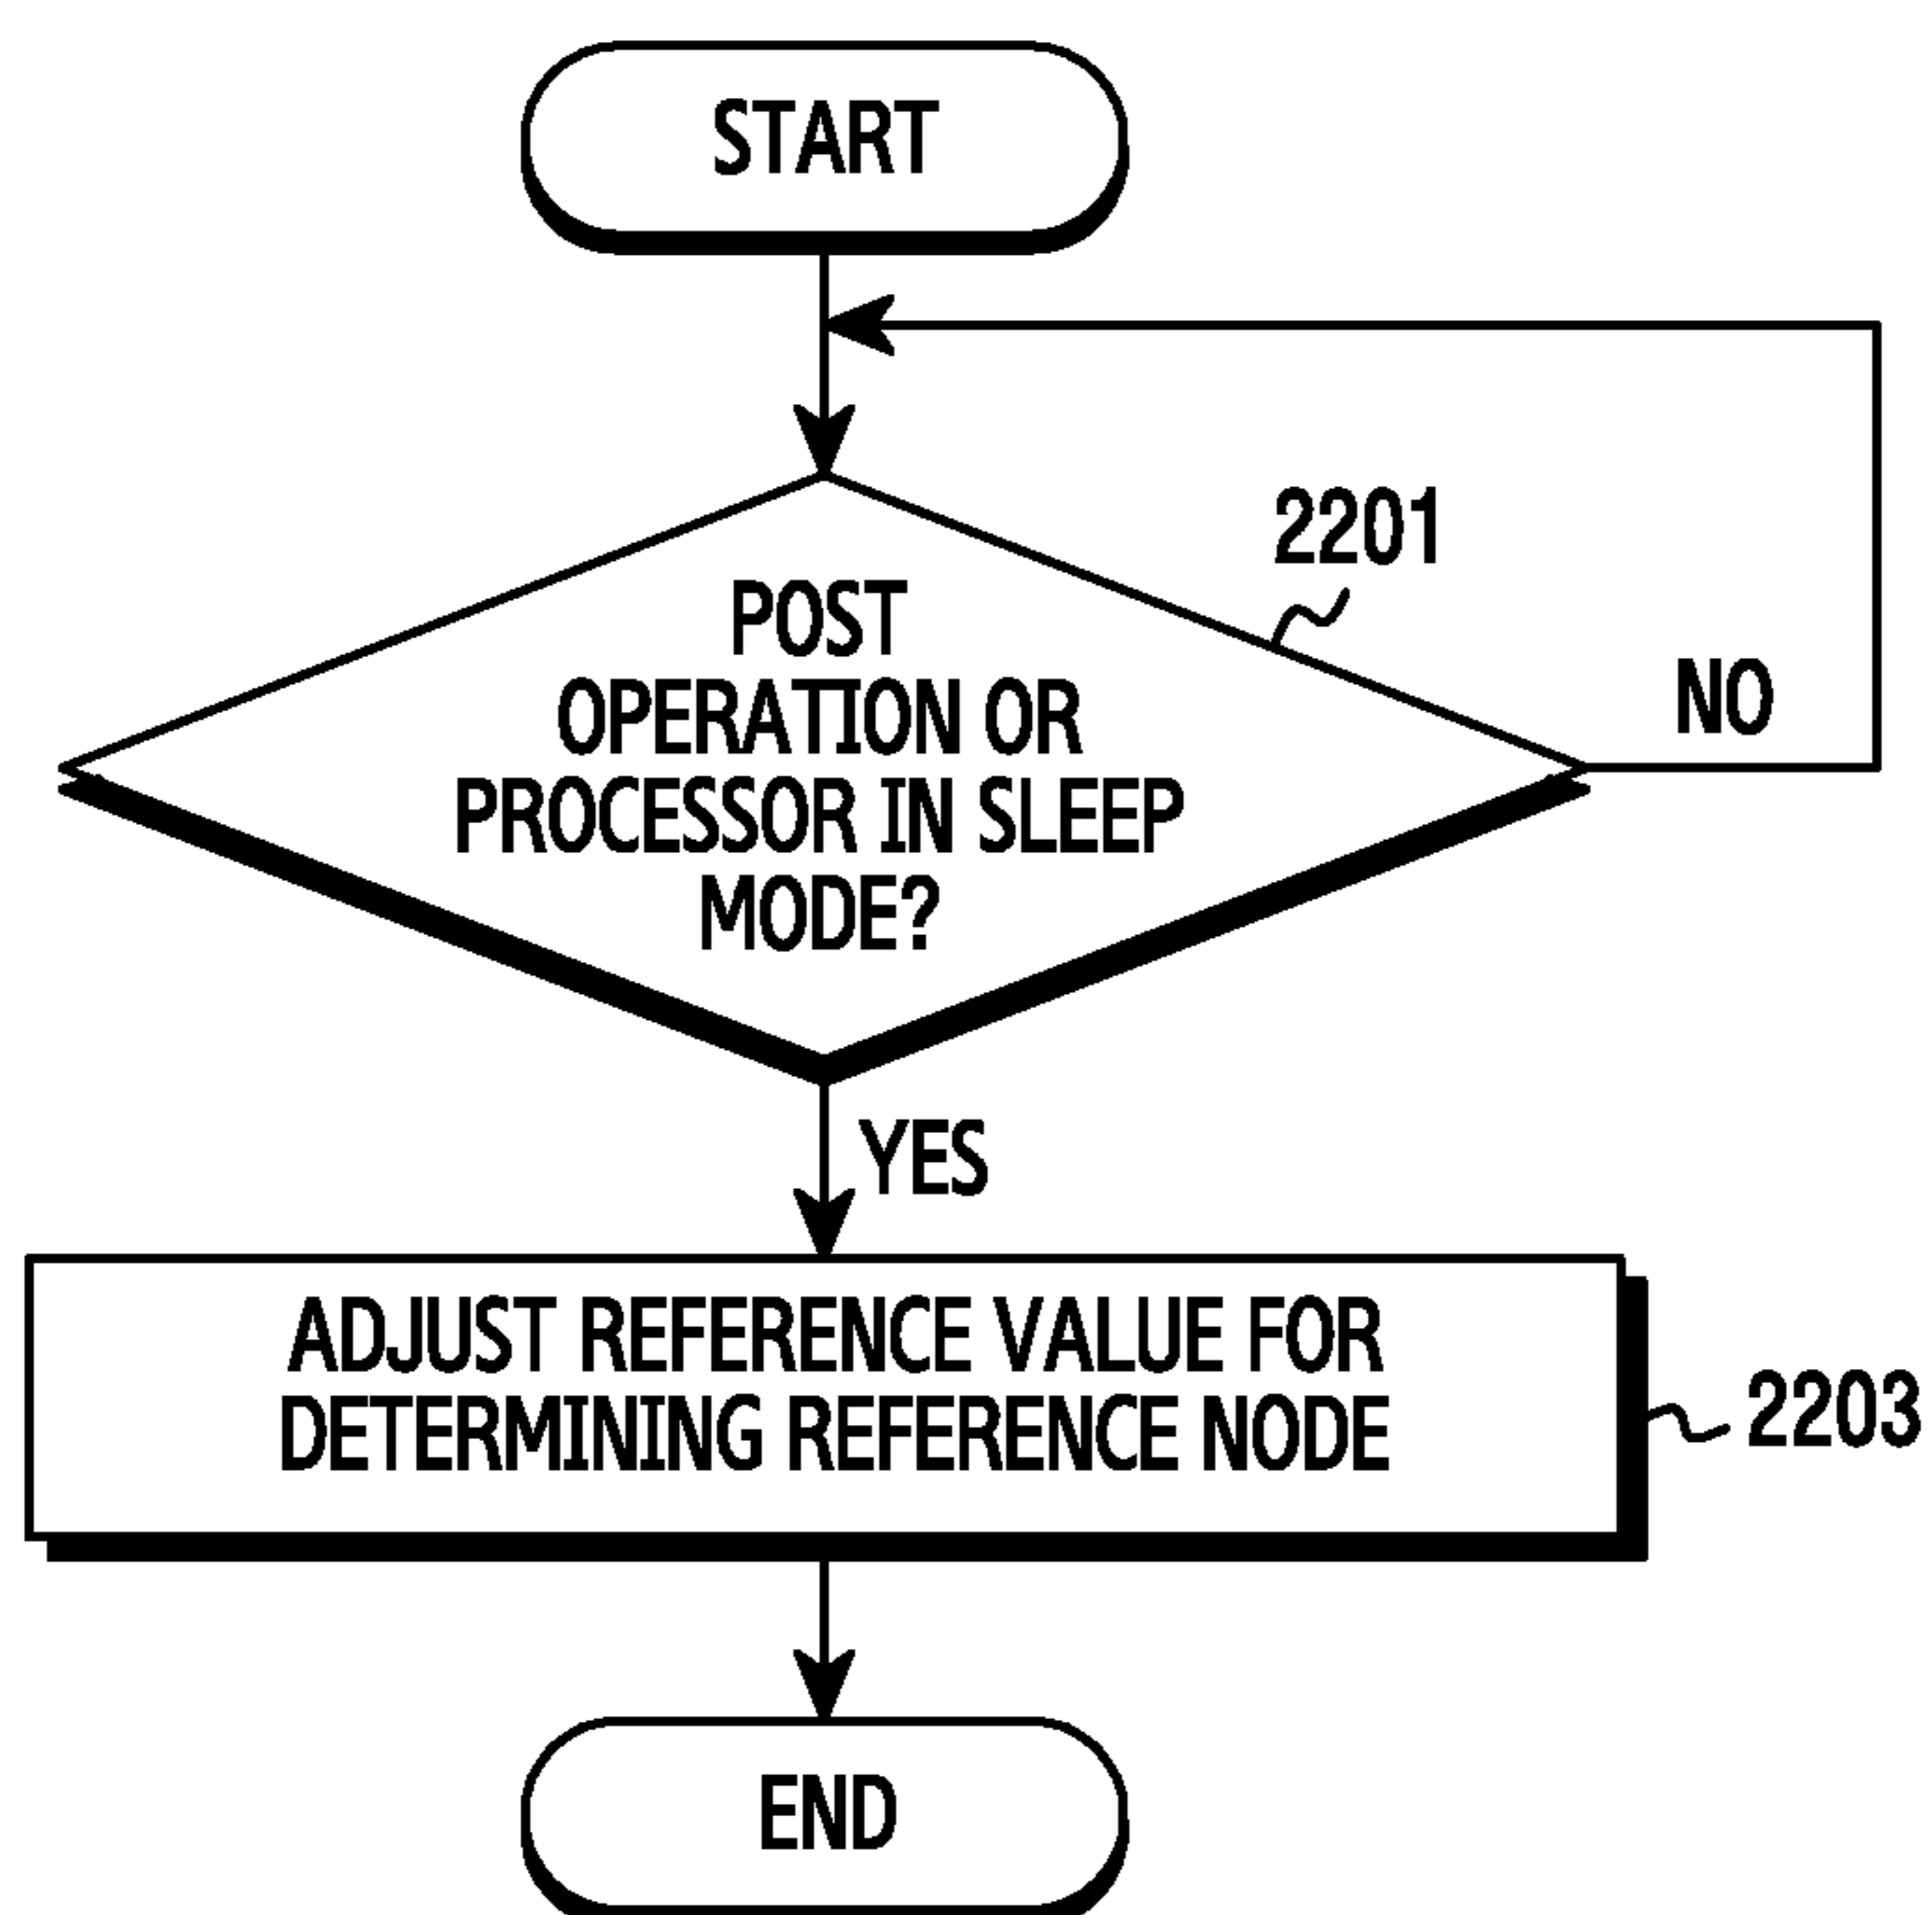 START
2201
POST
OPERATION OR
PROCESSOR IN SLEEP
MODE?
NO
YES
ADJUST REFERENCE VALUE FOR
DETERMINING REFERENCE NODE
2203
END